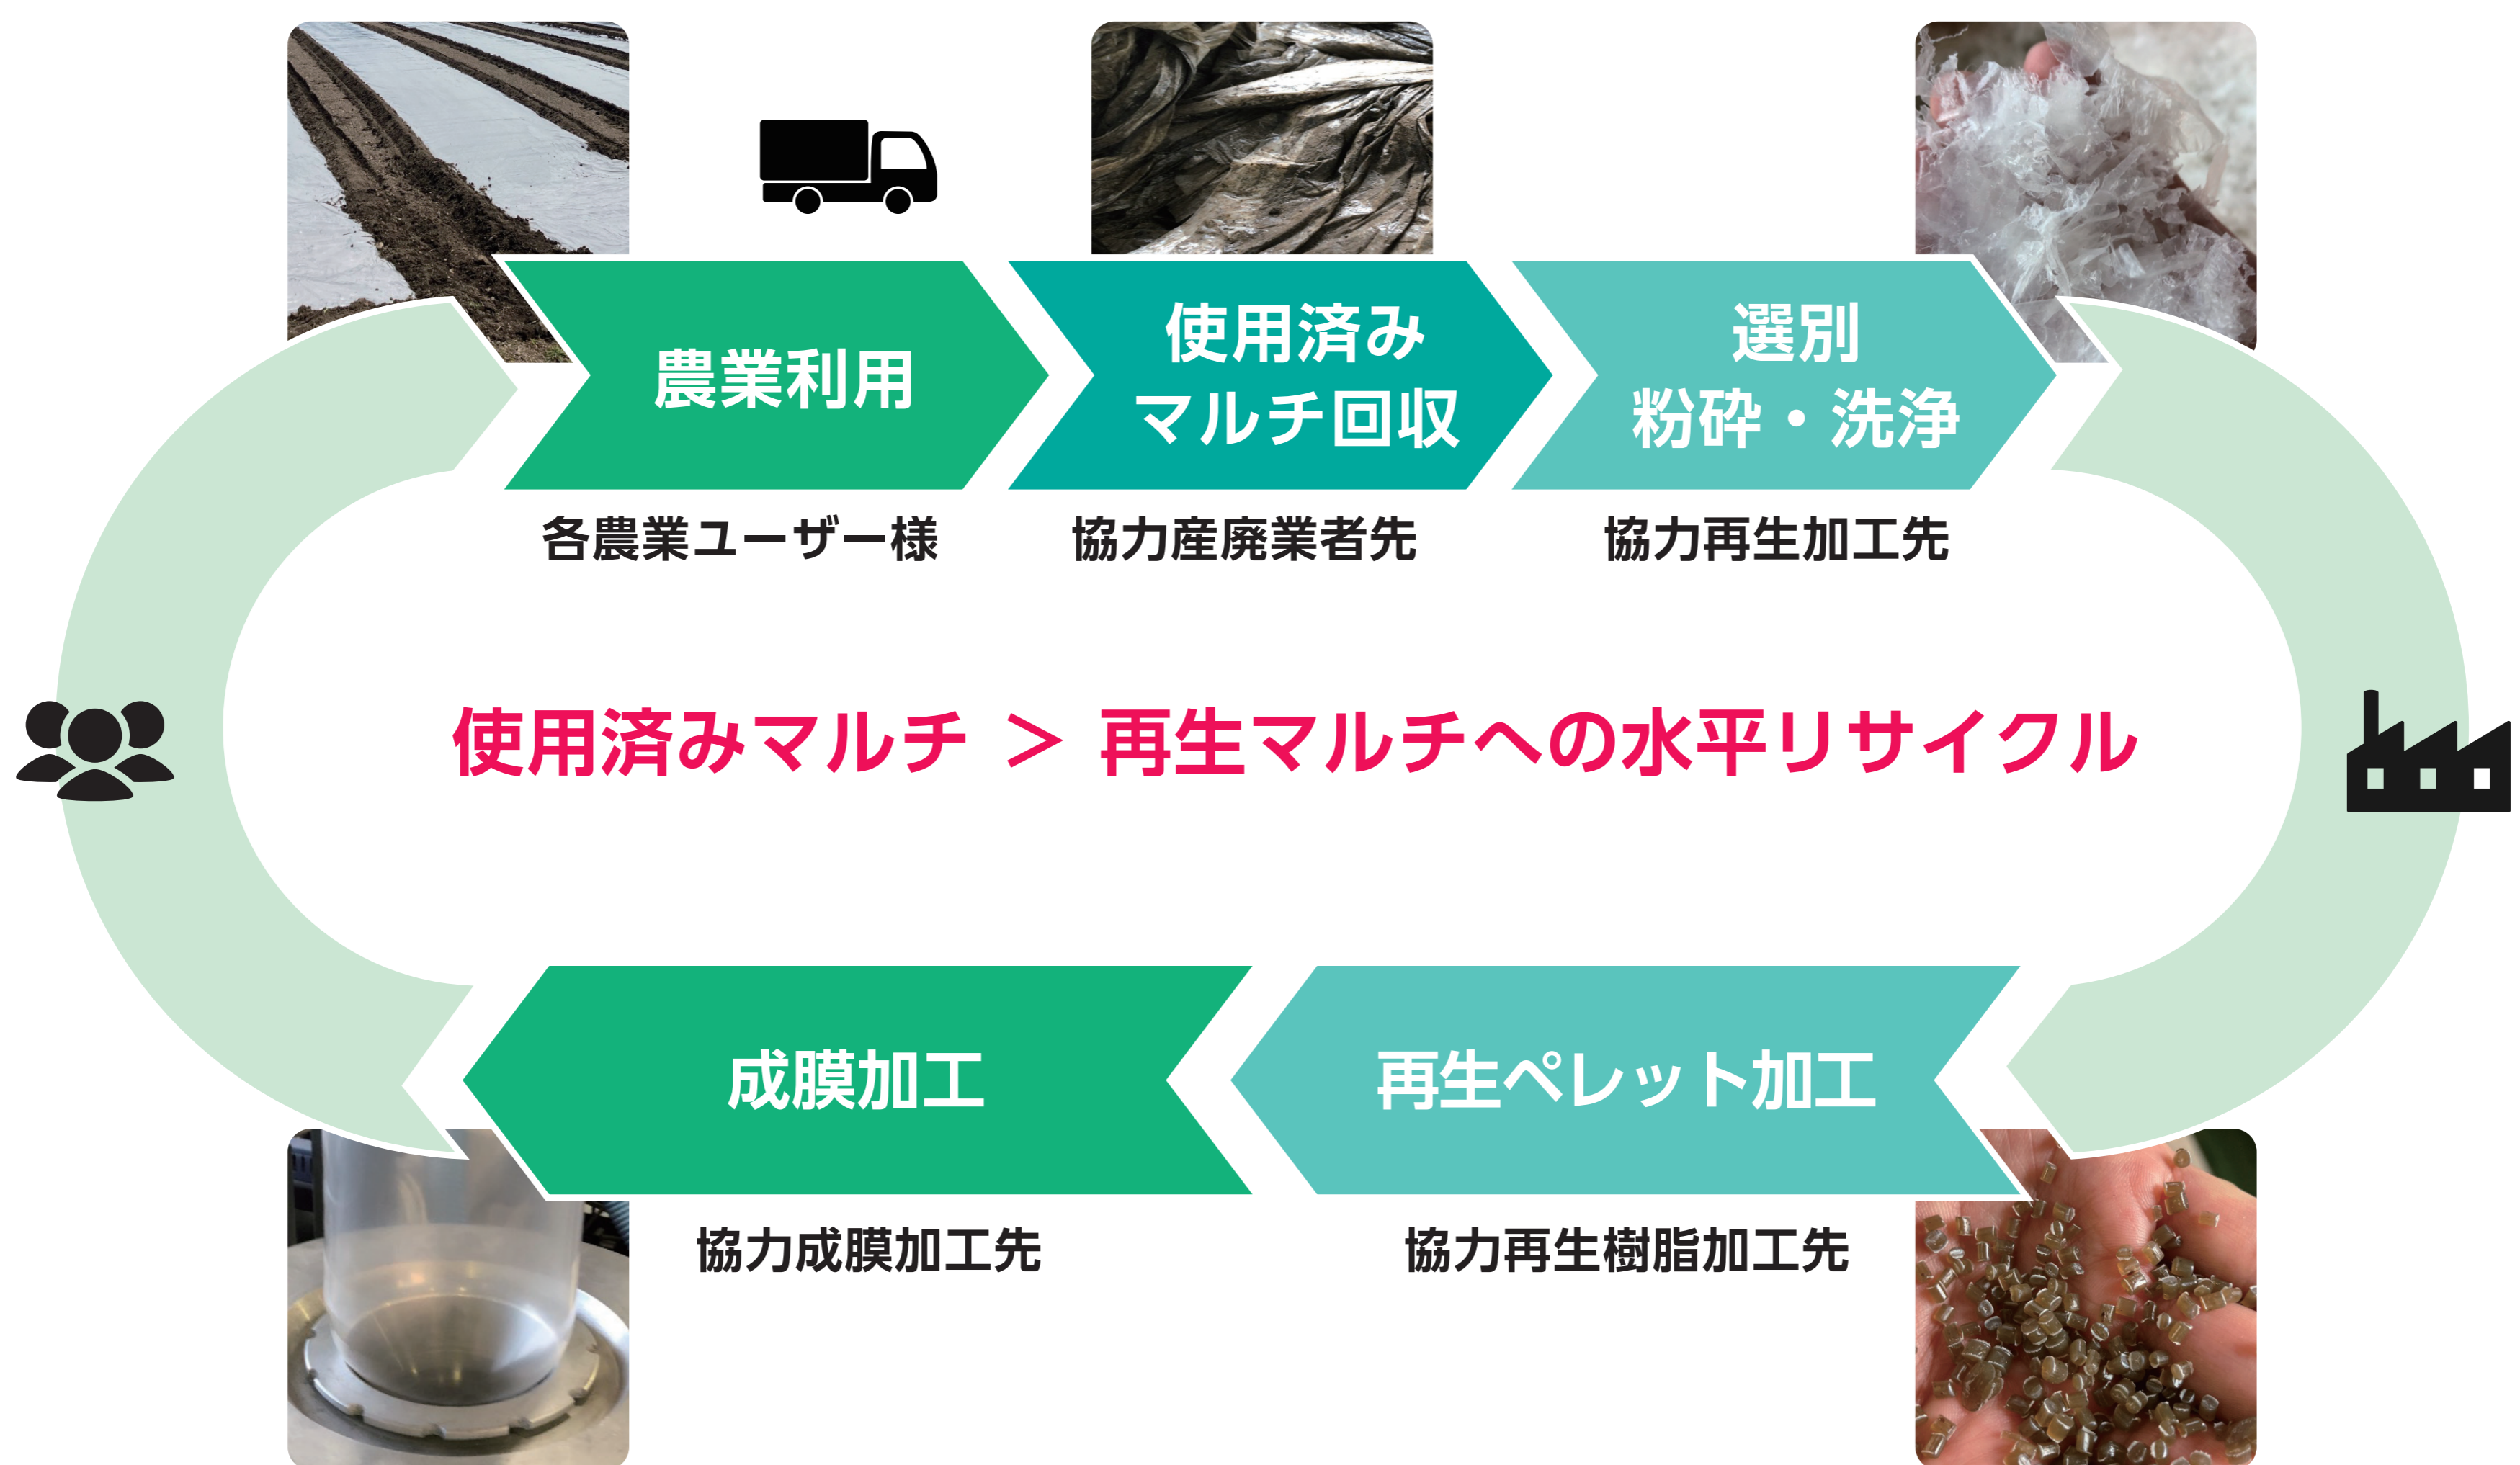 農業利用
使用済み
マルチ回収
選別
粉砕・洗浄
各農業ユーザー様
協力産廃業者先
協力再生加工先
使用済みマルチ ＞ 再生マルチへの水平リサイクル
成膜加工
再生ペレット加工
協力成膜加工先
協力再生樹脂加工先